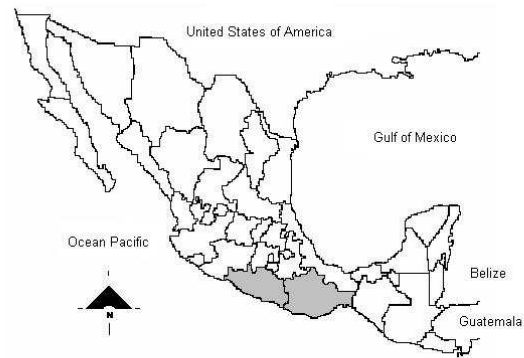 United States of America
Gulf of Mexico
Ocean Pacific
Belize
N
Guatemala